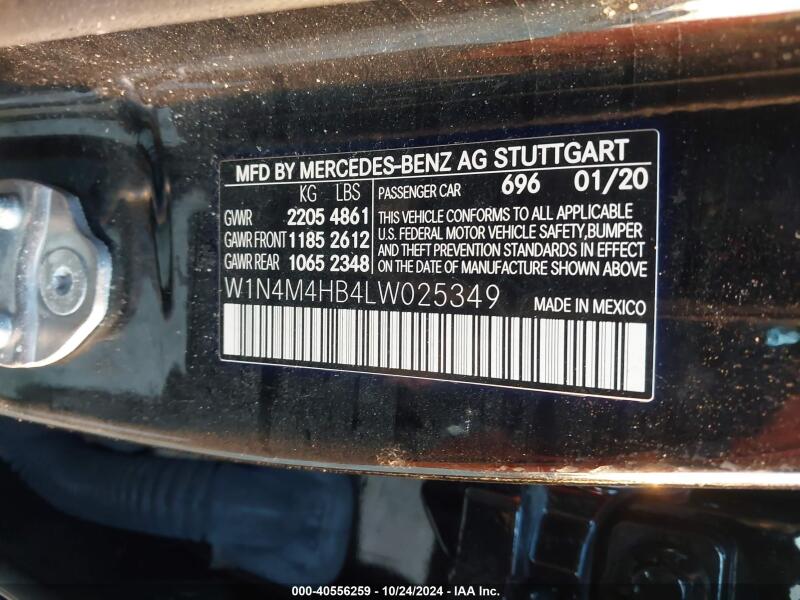 MFD BY MERCEDES-BENZ AG STUTTGART
KG LBS
GVWR 2205 4861
GAWR FRONT 1185 2612
GAWR REAR 1065 2348
PASSENGER CAR 696 01/20
THIS VEHICLE CONFORMS TO ALL APPLICABLE
U.S. FEDERAL MOTOR VEHICLE SAFETY,BUMPER
AND THEFT PREVENTION STANDARDS IN EFFECT
ON THE DATE OF MANUFACTURE SHOWN ABOVE
W1N4M4HB4LW025349
MADE IN MEXICO
000-40556259 - 10/24/2024 - IAA Inc.